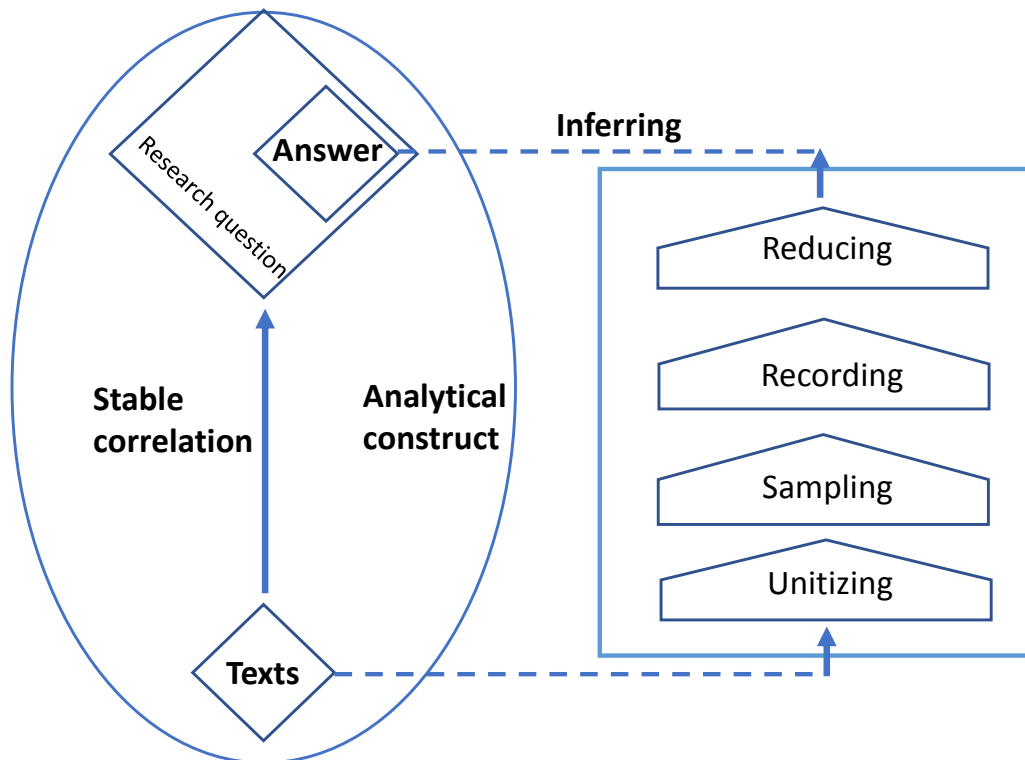 Answer
Research question
Inferring
Reducing
Recording
Sampling
Unitizing
Stable
correlation
Analytical
construct
Texts